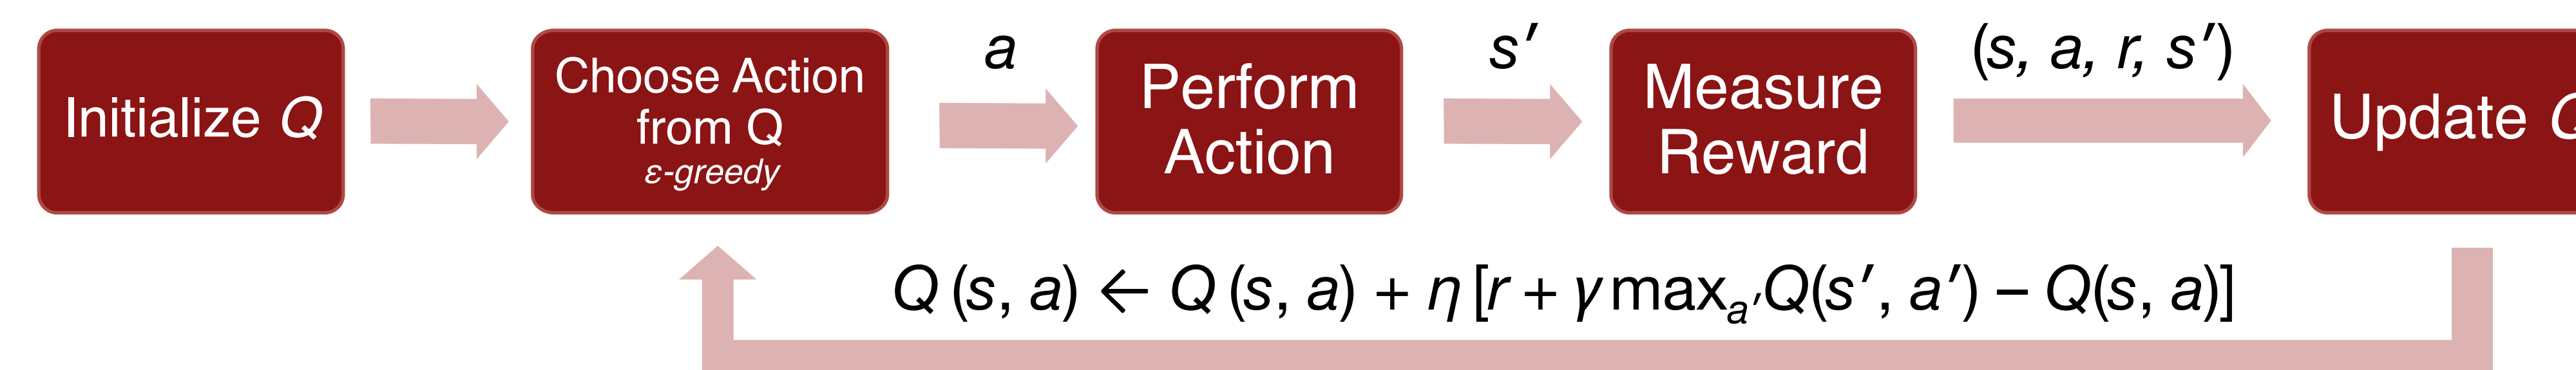 Initialize Q
Choose Action
from Q
ε-greedy
a
Perform
Action
s′
Measure
Reward
(s, a, r, s′)
Update Q
Q (s, a) ← Q (s, a) + η [r + γ maxₐ′Q(s′, a′) – Q(s, a)]